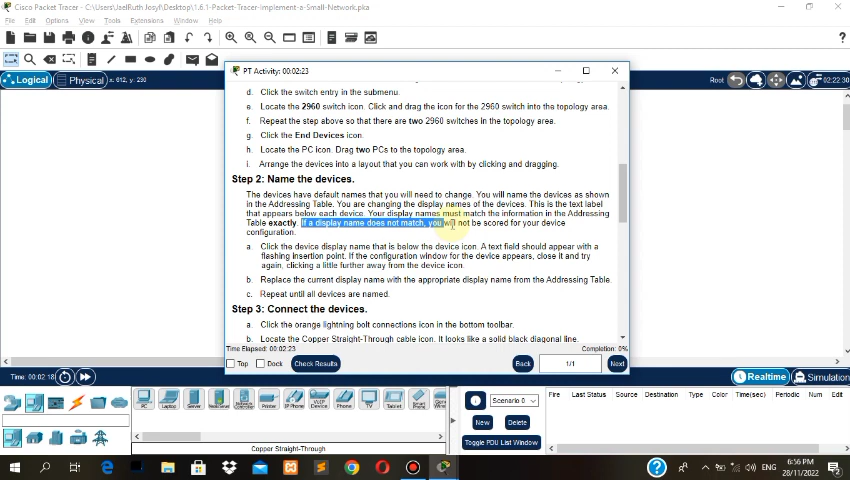 Cisco Packet Tracer - C:\Users\JaelRuth Josyf\Desktop\1.6.1-Packet-Tracer-Implement-a-Small-Network.pka
File Edit Options View Tools Extensions Window Help
Logical Physical x: 612, y: 230
Root 02:22:30
PT Activity: 00:02:23
d. Click the switch entry in the submenu.
e. Locate the 2960 switch icon. Click and drag the icon for the 2960 switch into the topology area.
f. Repeat the step above so that there are two 2960 switches in the topology area.
g. Click the End Devices icon.
h. Locate the PC icon. Drag two PCs to the topology area.
i. Arrange the devices into a layout that you can work with by clicking and dragging.
Step 2: Name the devices.
The devices have default names that you will need to change. You will name the devices as shown
in the Addressing Table. You are changing the display names of the devices. This is the text label
that appears below each device. Your display names must match the information in the Addressing
Table exactly. If a display name does not match, you will not be scored for your device
configuration.
a. Click the device display name that is below the device icon. A text field should appear with a
flashing insertion point. If the configuration window for the device appears, close it and try
again, clicking a little further away from the device icon.
b. Replace the current display name with the appropriate display name from the Addressing Table.
c. Repeat until all devices are named.
Step 3: Connect the devices.
a. Click the orange lightning bolt connections icon in the bottom toolbar.
b. Locate the Copper Straight-Through cable icon. It looks like a solid black diagonal line.
Time Elapsed: 00:02:23
Completion: 0%
Top Dock Check Results Back 1/1 Next
Time: 00:02:18
Realtime Simulation
PC Laptop Server Printer IP Phone VoIP Device Phone TV Tablet Smart
Copper Straight-Through
Scenario 0
New Delete
Toggle PDU List Window
Fire Last Status Source Destination Type Color Time(sec) Periodic Num Edit
ENG
6:56 PM
28/11/2022
2